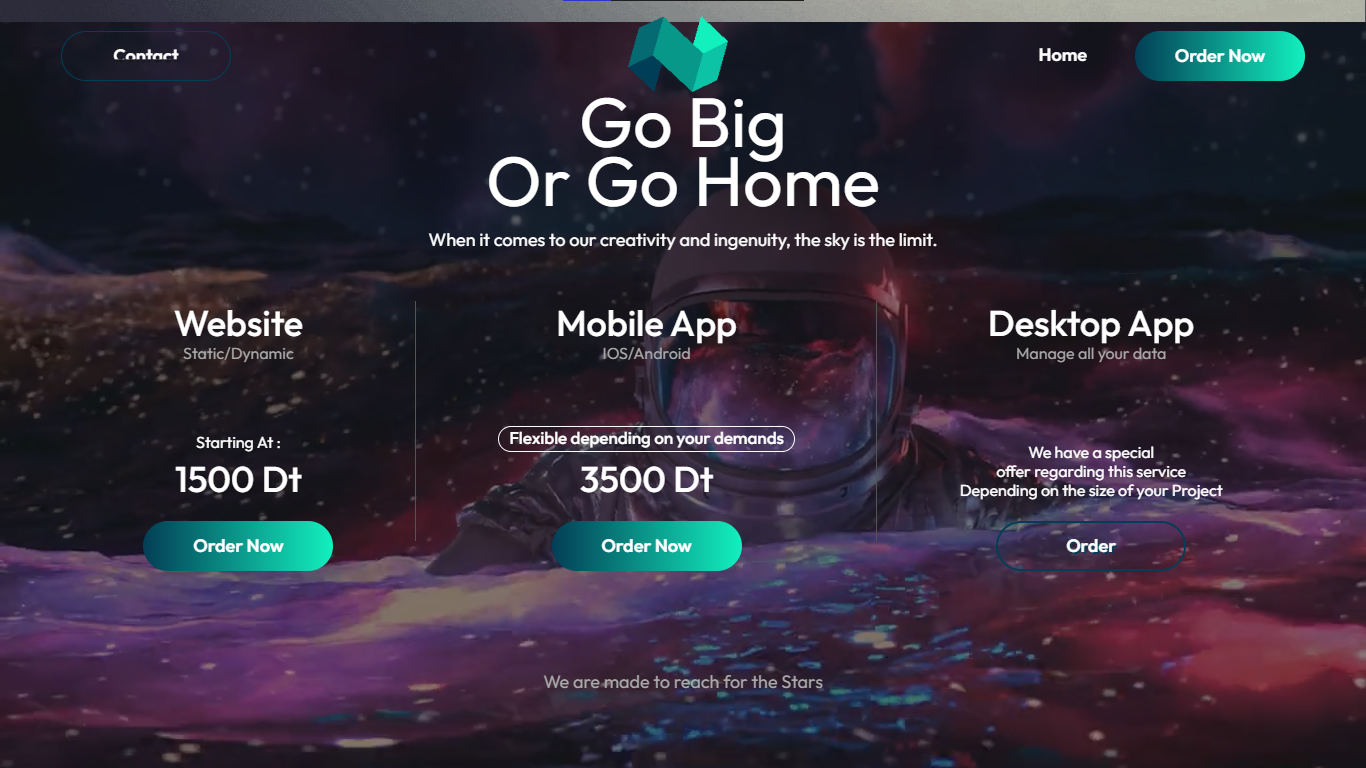 Contact
Home
Order Now
Go Big
Or Go Home
When it comes to our creativity and ingenuity, the sky is the limit.
Website
Static/Dynamic
Starting At :
1500 Dt
Order Now
Mobile App
IOS/Android
Flexible depending on your demands
3500 Dt
Order Now
Desktop App
Manage all your data
We have a special
offer regarding this service
Depending on the size of your Project
Order
We are made to reach for the Stars